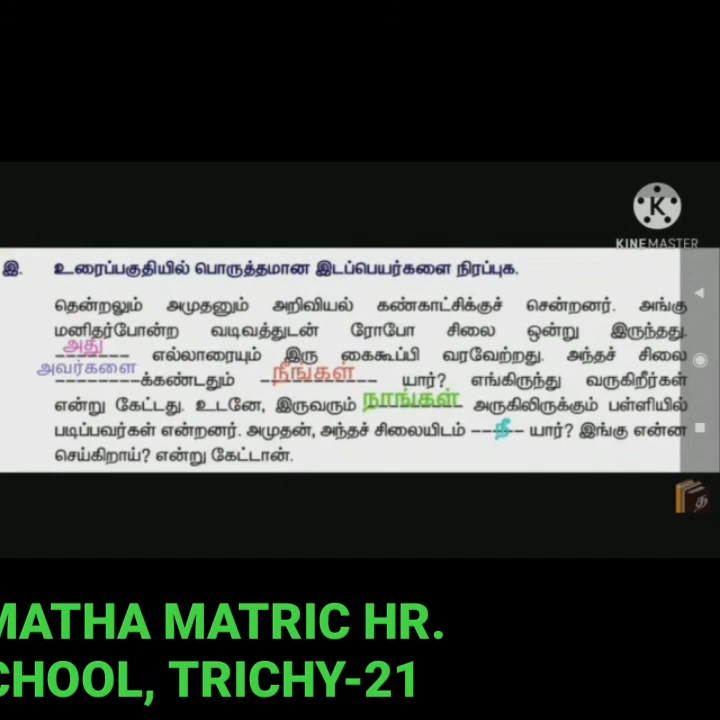 K
KINEMASTER
இ. உரைப்பகுதியில் பொருத்தமான இடப்பெயர்களை நிரப்புக.
தென்றலும் அமுதனும் அறிவியல் கண்காட்சிக்குச் சென்றனர். அங்கு
மனிதர்போன்ற வடிவத்துடன் ரோபோ சிலை ஒன்று இருந்தது.
அது எல்லாரையும் இரு கைகூப்பி வரவேற்றது. அந்தச் சிலை
அவர்களை -க்கண்டதும் நீங்கள் யார்? எங்கிருந்து வருகிறீர்கள்
என்று கேட்டது. உடனே, இருவரும் நாங்கள் அருகிலிருக்கும் பள்ளியில்
படிப்பவர்கள் என்றனர். அமுதன், அந்தச் சிலையிடம் --நீ-- யார்? இங்கு என்ன
செய்கிறாய்? என்று கேட்டான்.
த
MATHA MATRIC HR.
CHOOL, TRICHY-21